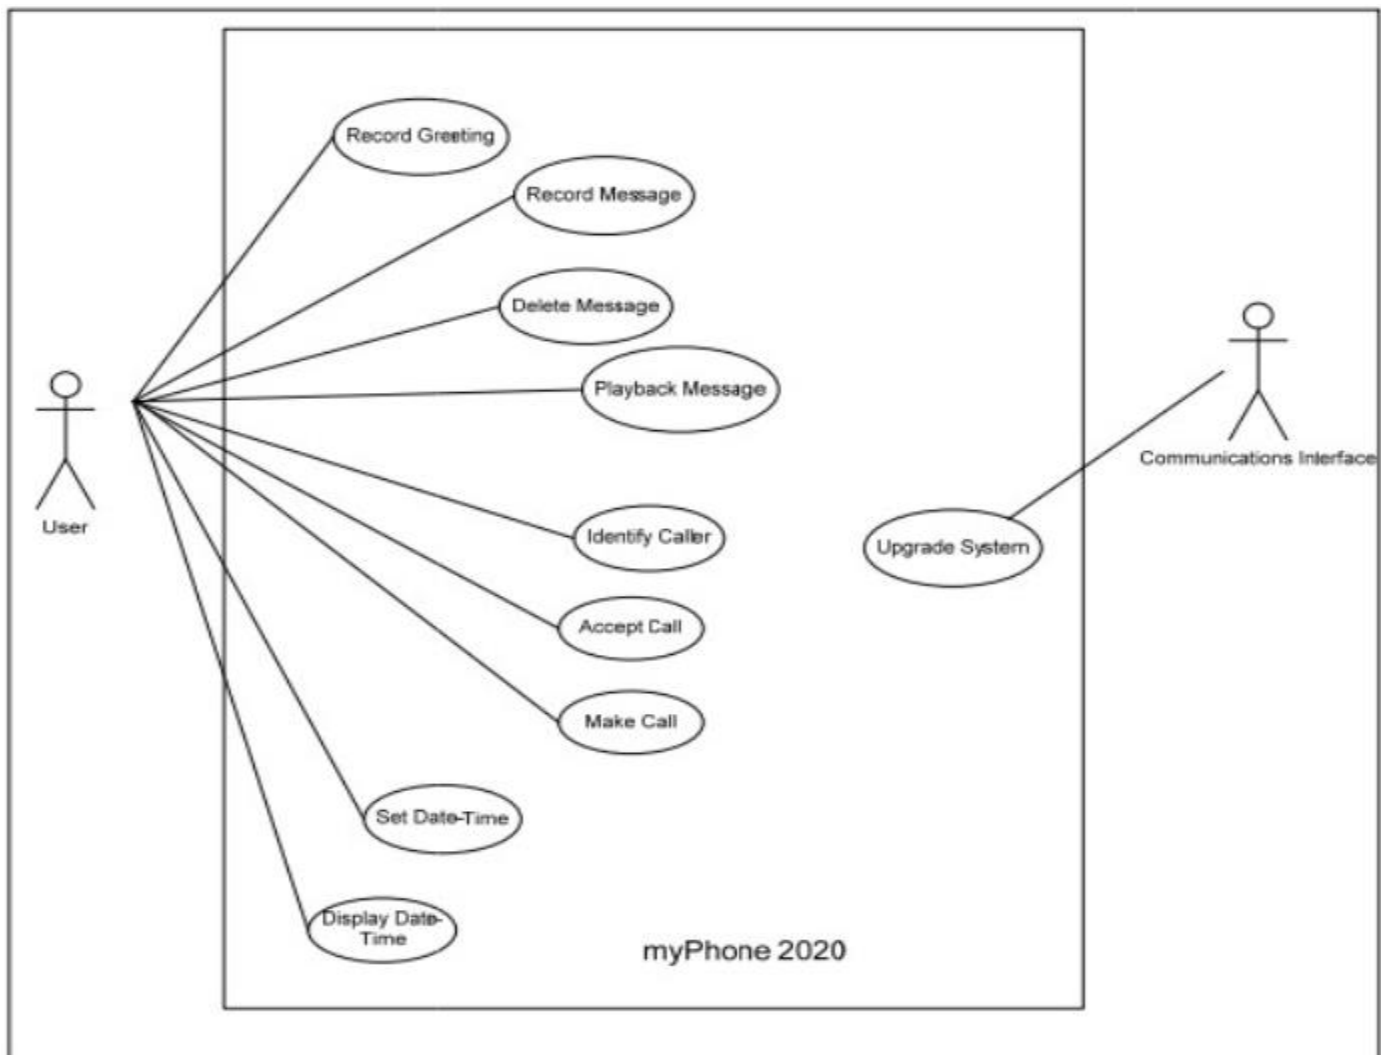 Record Greeting
Record Message
Delete Message
Playback Message
User
Communications Interface
Identify Caller
Upgrade System
Accept Call
Make Call
Set Date-Time
Display Date-
Time
myPhone 2020